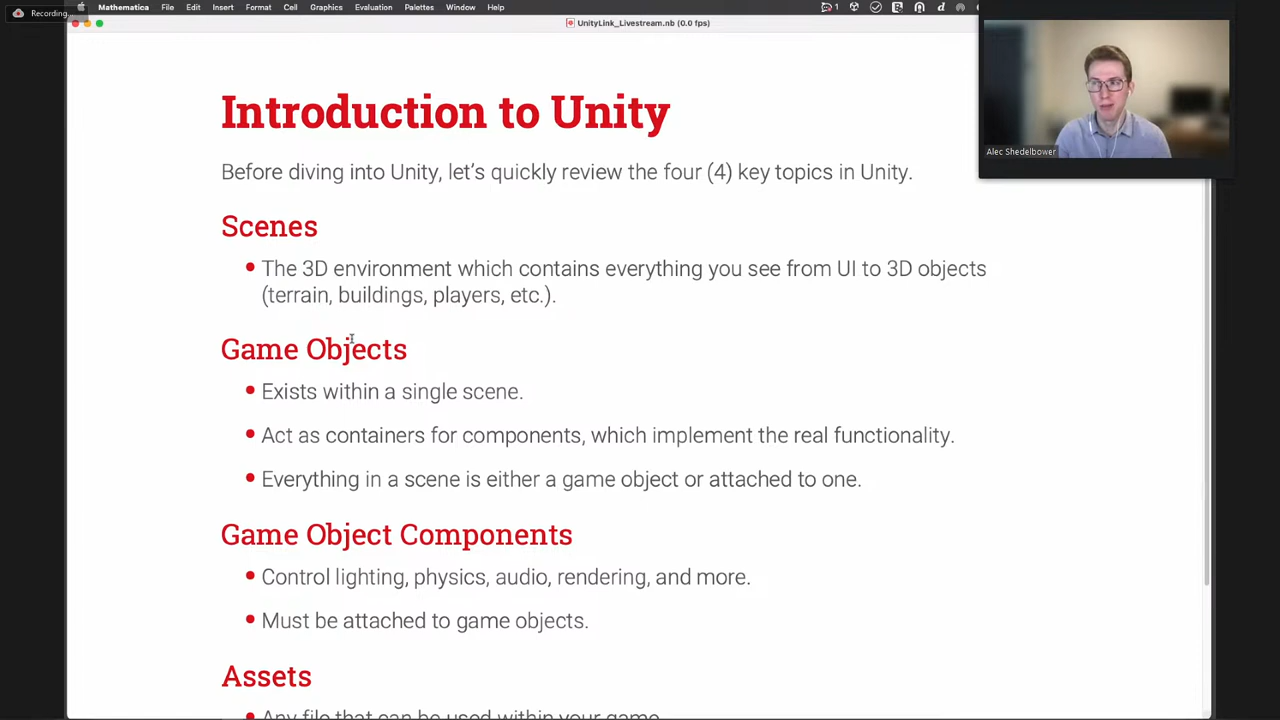 Recording...
Mathematica File Edit Insert Format Cell Graphics Evaluation Palettes Window Help
1
UnityLink_Livestream.nb (0.0 fps)
Alec Shedelbower
Introduction to Unity
Before diving into Unity, let's quickly review the four (4) key topics in Unity.
Scenes
• The 3D environment which contains everything you see from UI to 3D objects
(terrain, buildings, players, etc.).
Game Objects
• Exists within a single scene.
• Act as containers for components, which implement the real functionality.
• Everything in a scene is either a game object or attached to one.
Game Object Components
• Control lighting, physics, audio, rendering, and more.
• Must be attached to game objects.
Assets
• Any file that can be used within your game.